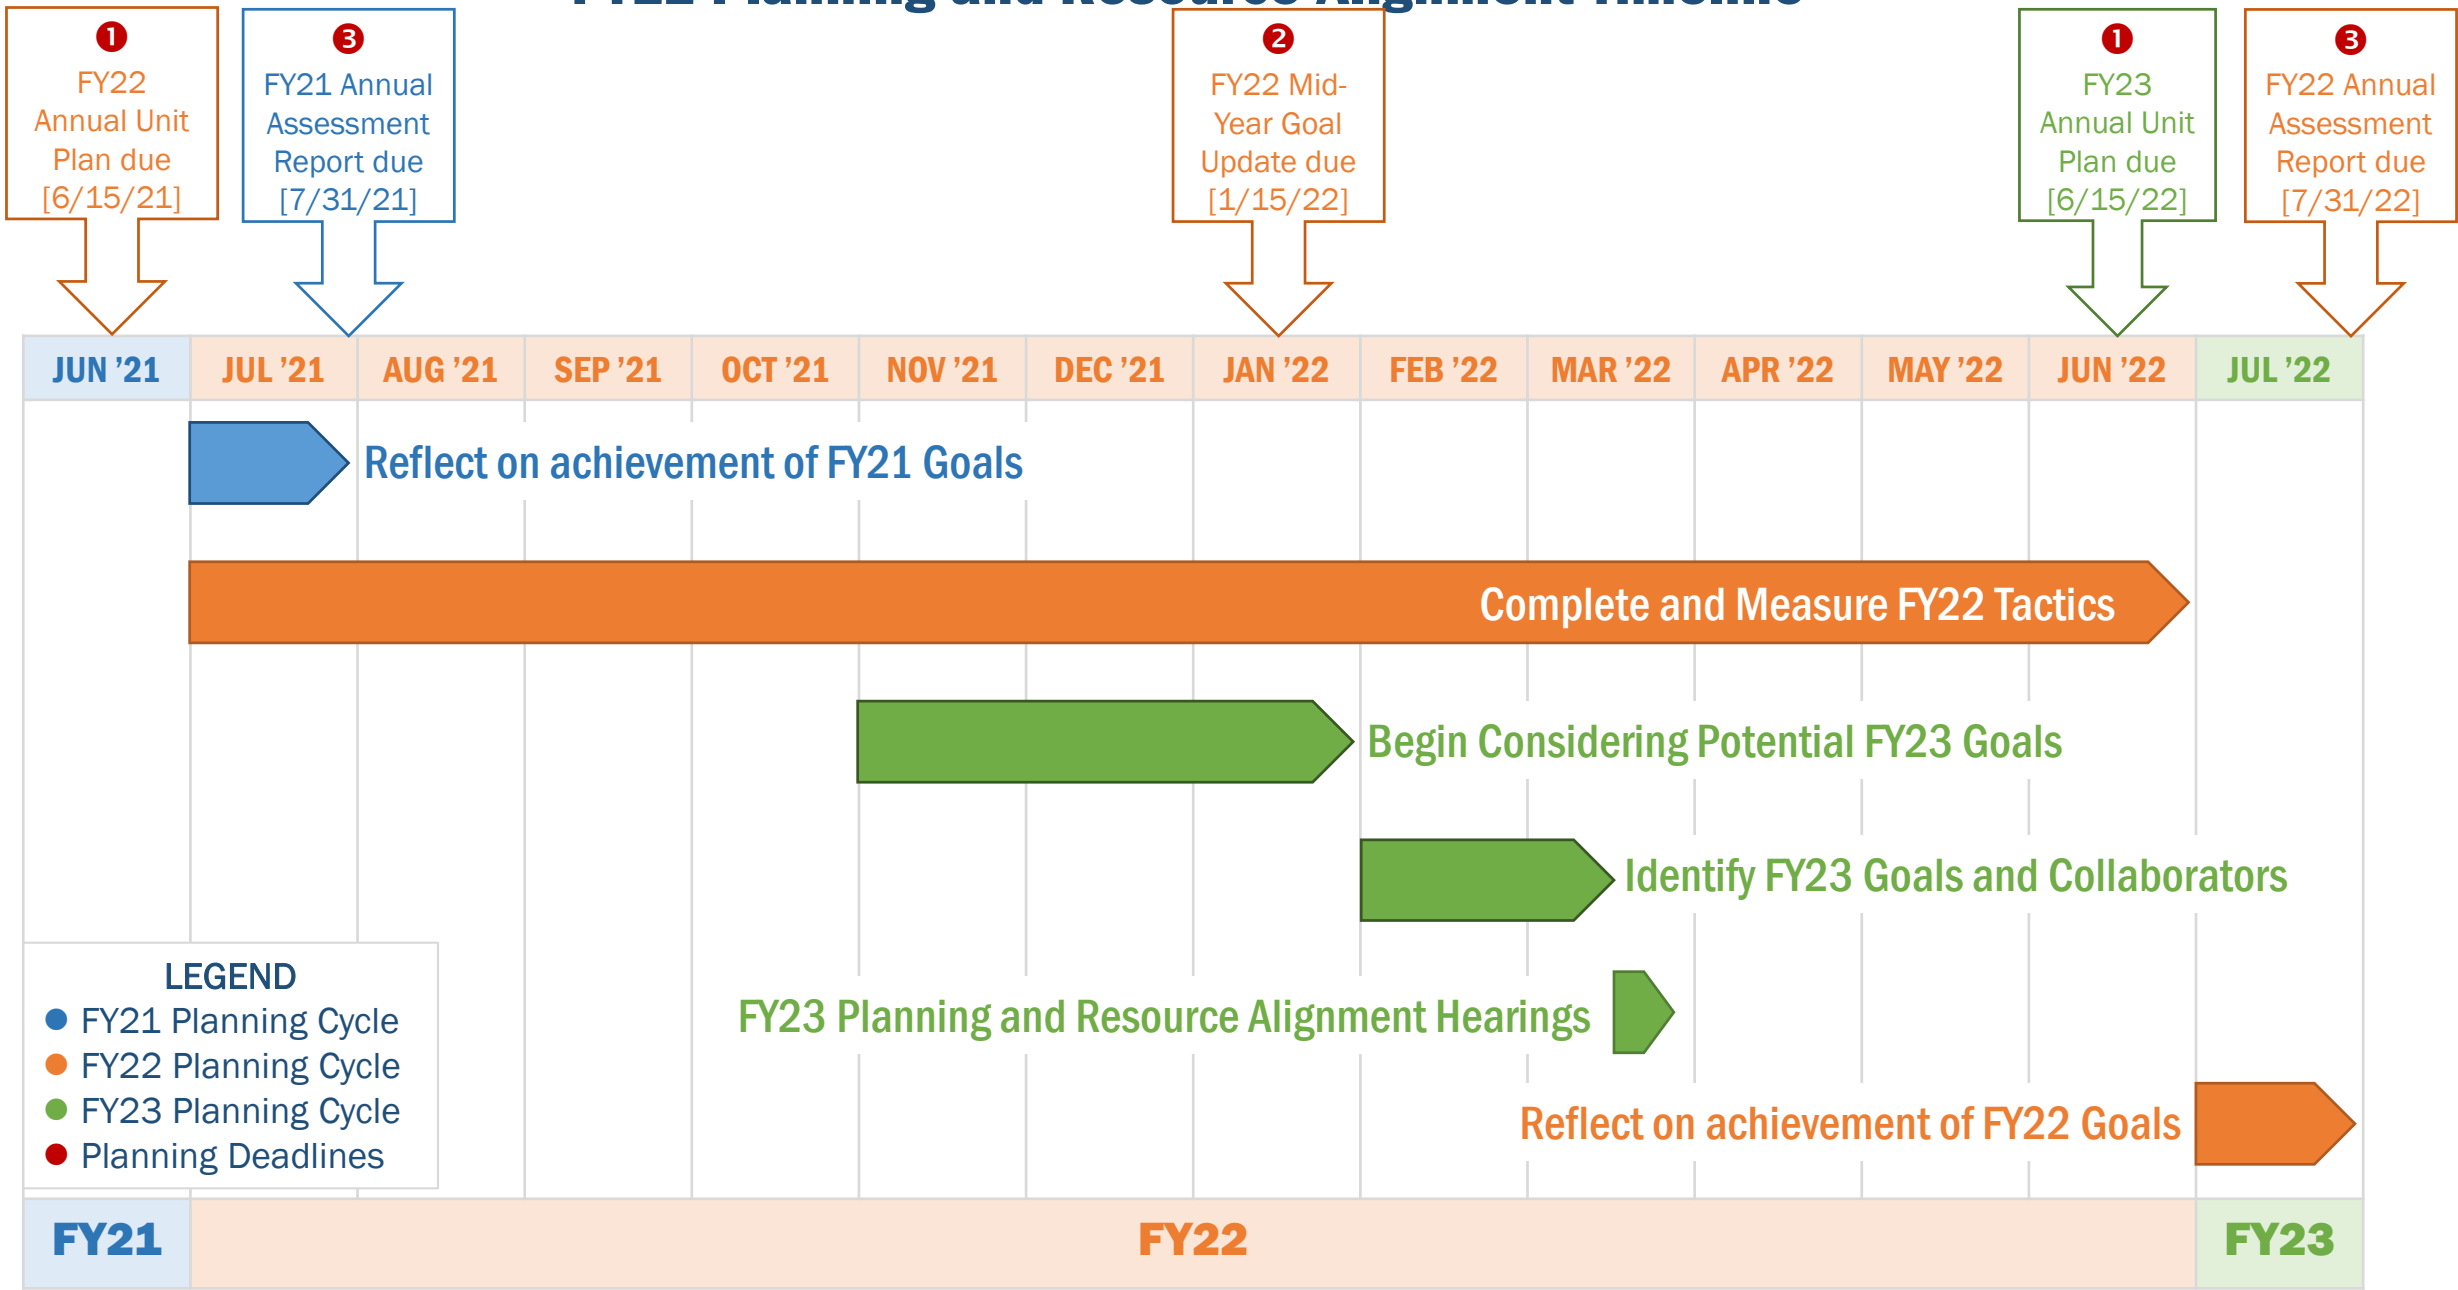 FY22 Planning and Resource Alignment Timeline
❶
FY22
Annual Unit
Plan due
[6/15/21]
❸
FY21 Annual
Assessment
Report due
[7/31/21]
❷
FY22 Mid-
Year Goal
Update due
[1/15/22]
❶
FY23
Annual Unit
Plan due
[6/15/22]
❸
FY22 Annual
Assessment
Report due
[7/31/22]
JUN ’21 JUL ’21 AUG ’21 SEP ’21 OCT ’21 NOV ’21 DEC ’21 JAN ’22 FEB ’22 MAR ’22 APR ’22 MAY ’22 JUN ’22 JUL ’22
Reflect on achievement of FY21 Goals
Complete and Measure FY22 Tactics
Begin Considering Potential FY23 Goals
Identify FY23 Goals and Collaborators
FY23 Planning and Resource Alignment Hearings
Reflect on achievement of FY22 Goals
LEGEND
● FY21 Planning Cycle
● FY22 Planning Cycle
● FY23 Planning Cycle
● Planning Deadlines
FY21 FY22 FY23